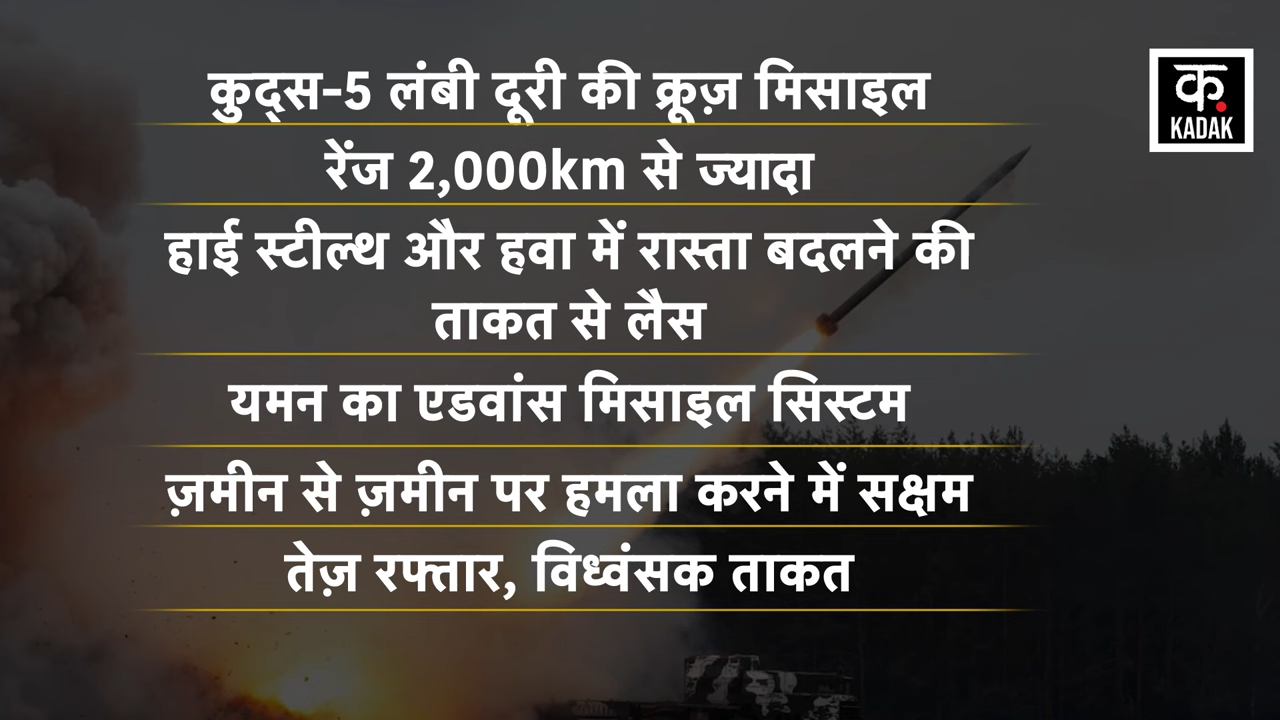 कुद्स-5 लंबी दूरी की क्रूज़ मिसाइल
रेंज 2,000km से ज्यादा
हाई स्टील्थ और हवा में रास्ता बदलने की
ताकत से लैस
यमन का एडवांस मिसाइल सिस्टम
ज़मीन से ज़मीन पर हमला करने में सक्षम
तेज़ रफ्तार, विध्वंसक ताकत
क
KADAK